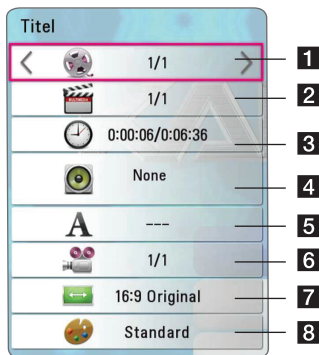 Titel
1/1 1
1/1 2
0:00:06/0:06:36 3
None 4
A --- 5
1/1 6
16:9 Original 7
Standard 8